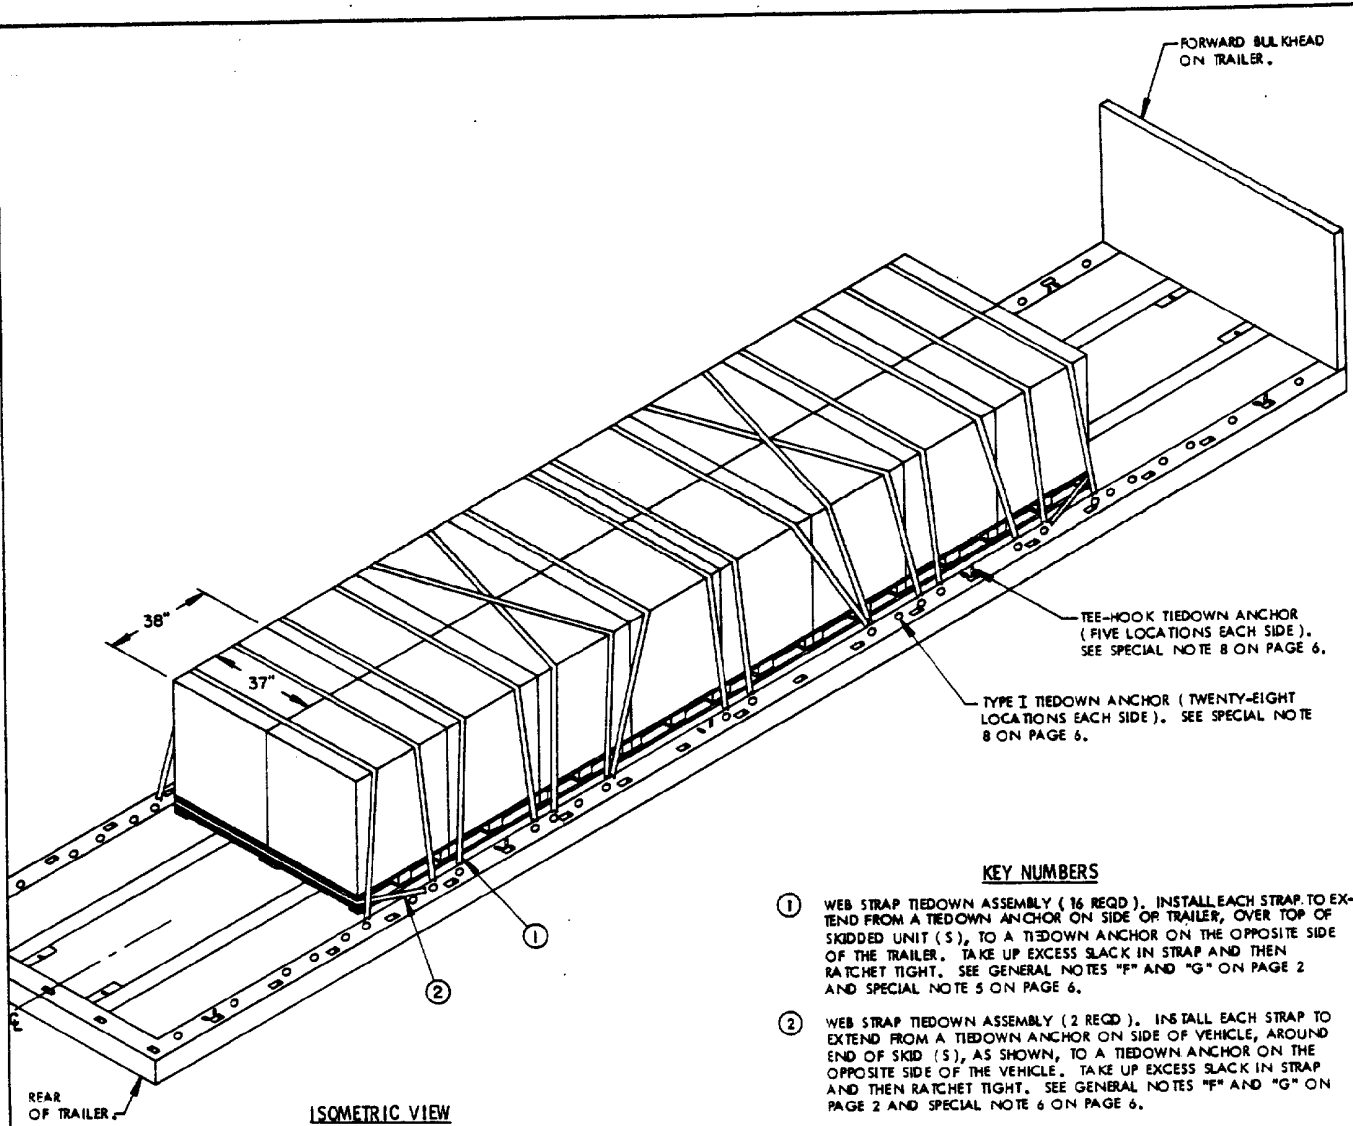 FORWARD BULKHEAD
ON TRAILER.
38"
37"
TEE-HOOK TIEDOWN ANCHOR
(FIVE LOCATIONS EACH SIDE).
SEE SPECIAL NOTE 8 ON PAGE 6.
TYPE I TIEDOWN ANCHOR (TWENTY-EIGHT
LOCATIONS EACH SIDE). SEE SPECIAL NOTE
8 ON PAGE 6.
1
2
KEY NUMBERS
1 WEB STRAP TIEDOWN ASSEMBLY (16 REQD). INSTALL EACH STRAP TO EX-
TEND FROM A TIEDOWN ANCHOR ON SIDE OF TRAILER, OVER TOP OF
SKIDDED UNIT (S), TO A TIEDOWN ANCHOR ON THE OPPOSITE SIDE
OF THE TRAILER. TAKE UP EXCESS SLACK IN STRAP AND THEN
RATCHET TIGHT. SEE GENERAL NOTES "F" AND "G" ON PAGE 2
AND SPECIAL NOTE 5 ON PAGE 6.
2 WEB STRAP TIEDOWN ASSEMBLY (2 REQD). INSTALL EACH STRAP TO
EXTEND FROM A TIEDOWN ANCHOR ON SIDE OF VEHICLE, AROUND
END OF SKID (S), AS SHOWN, TO A TIEDOWN ANCHOR ON THE
OPPOSITE SIDE OF THE VEHICLE. TAKE UP EXCESS SLACK IN STRAP
AND THEN RATCHET TIGHT. SEE GENERAL NOTES "F" AND "G" ON
PAGE 2 AND SPECIAL NOTE 6 ON PAGE 6.
REAR
OF TRAILER.
ISOMETRIC VIEW